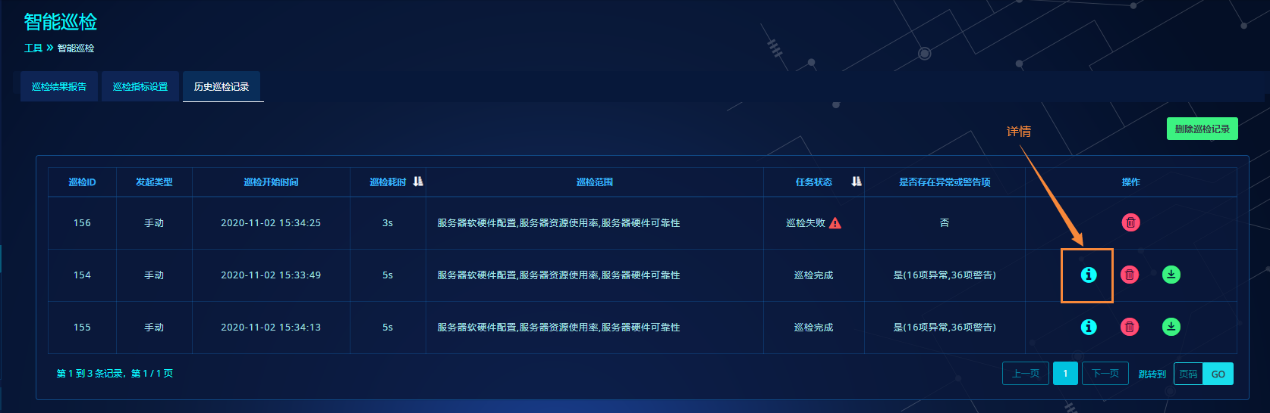 智能巡检
工具 » 智能巡检
巡检结果报告 巡检指标设置 历史巡检记录
详情
删除巡检记录
巡检ID 发起类型 巡检开始时间 巡检耗时 巡检范围 任务状态 是否存在异常或警告项 操作
156 手动 2020-11-02 15:34:25 3s 服务器软硬件配置,服务器资源使用率,服务器硬件可靠性 巡检失败 否
154 手动 2020-11-02 15:33:49 5s 服务器软硬件配置,服务器资源使用率,服务器硬件可靠性 巡检完成 是(16项异常,36项警告)
155 手动 2020-11-02 15:34:13 5s 服务器软硬件配置,服务器资源使用率,服务器硬件可靠性 巡检完成 是(16项异常,36项警告)
第 1 到 3 条记录，第 1 / 1 页 上一页 1 下一页 跳转到 页码 GO